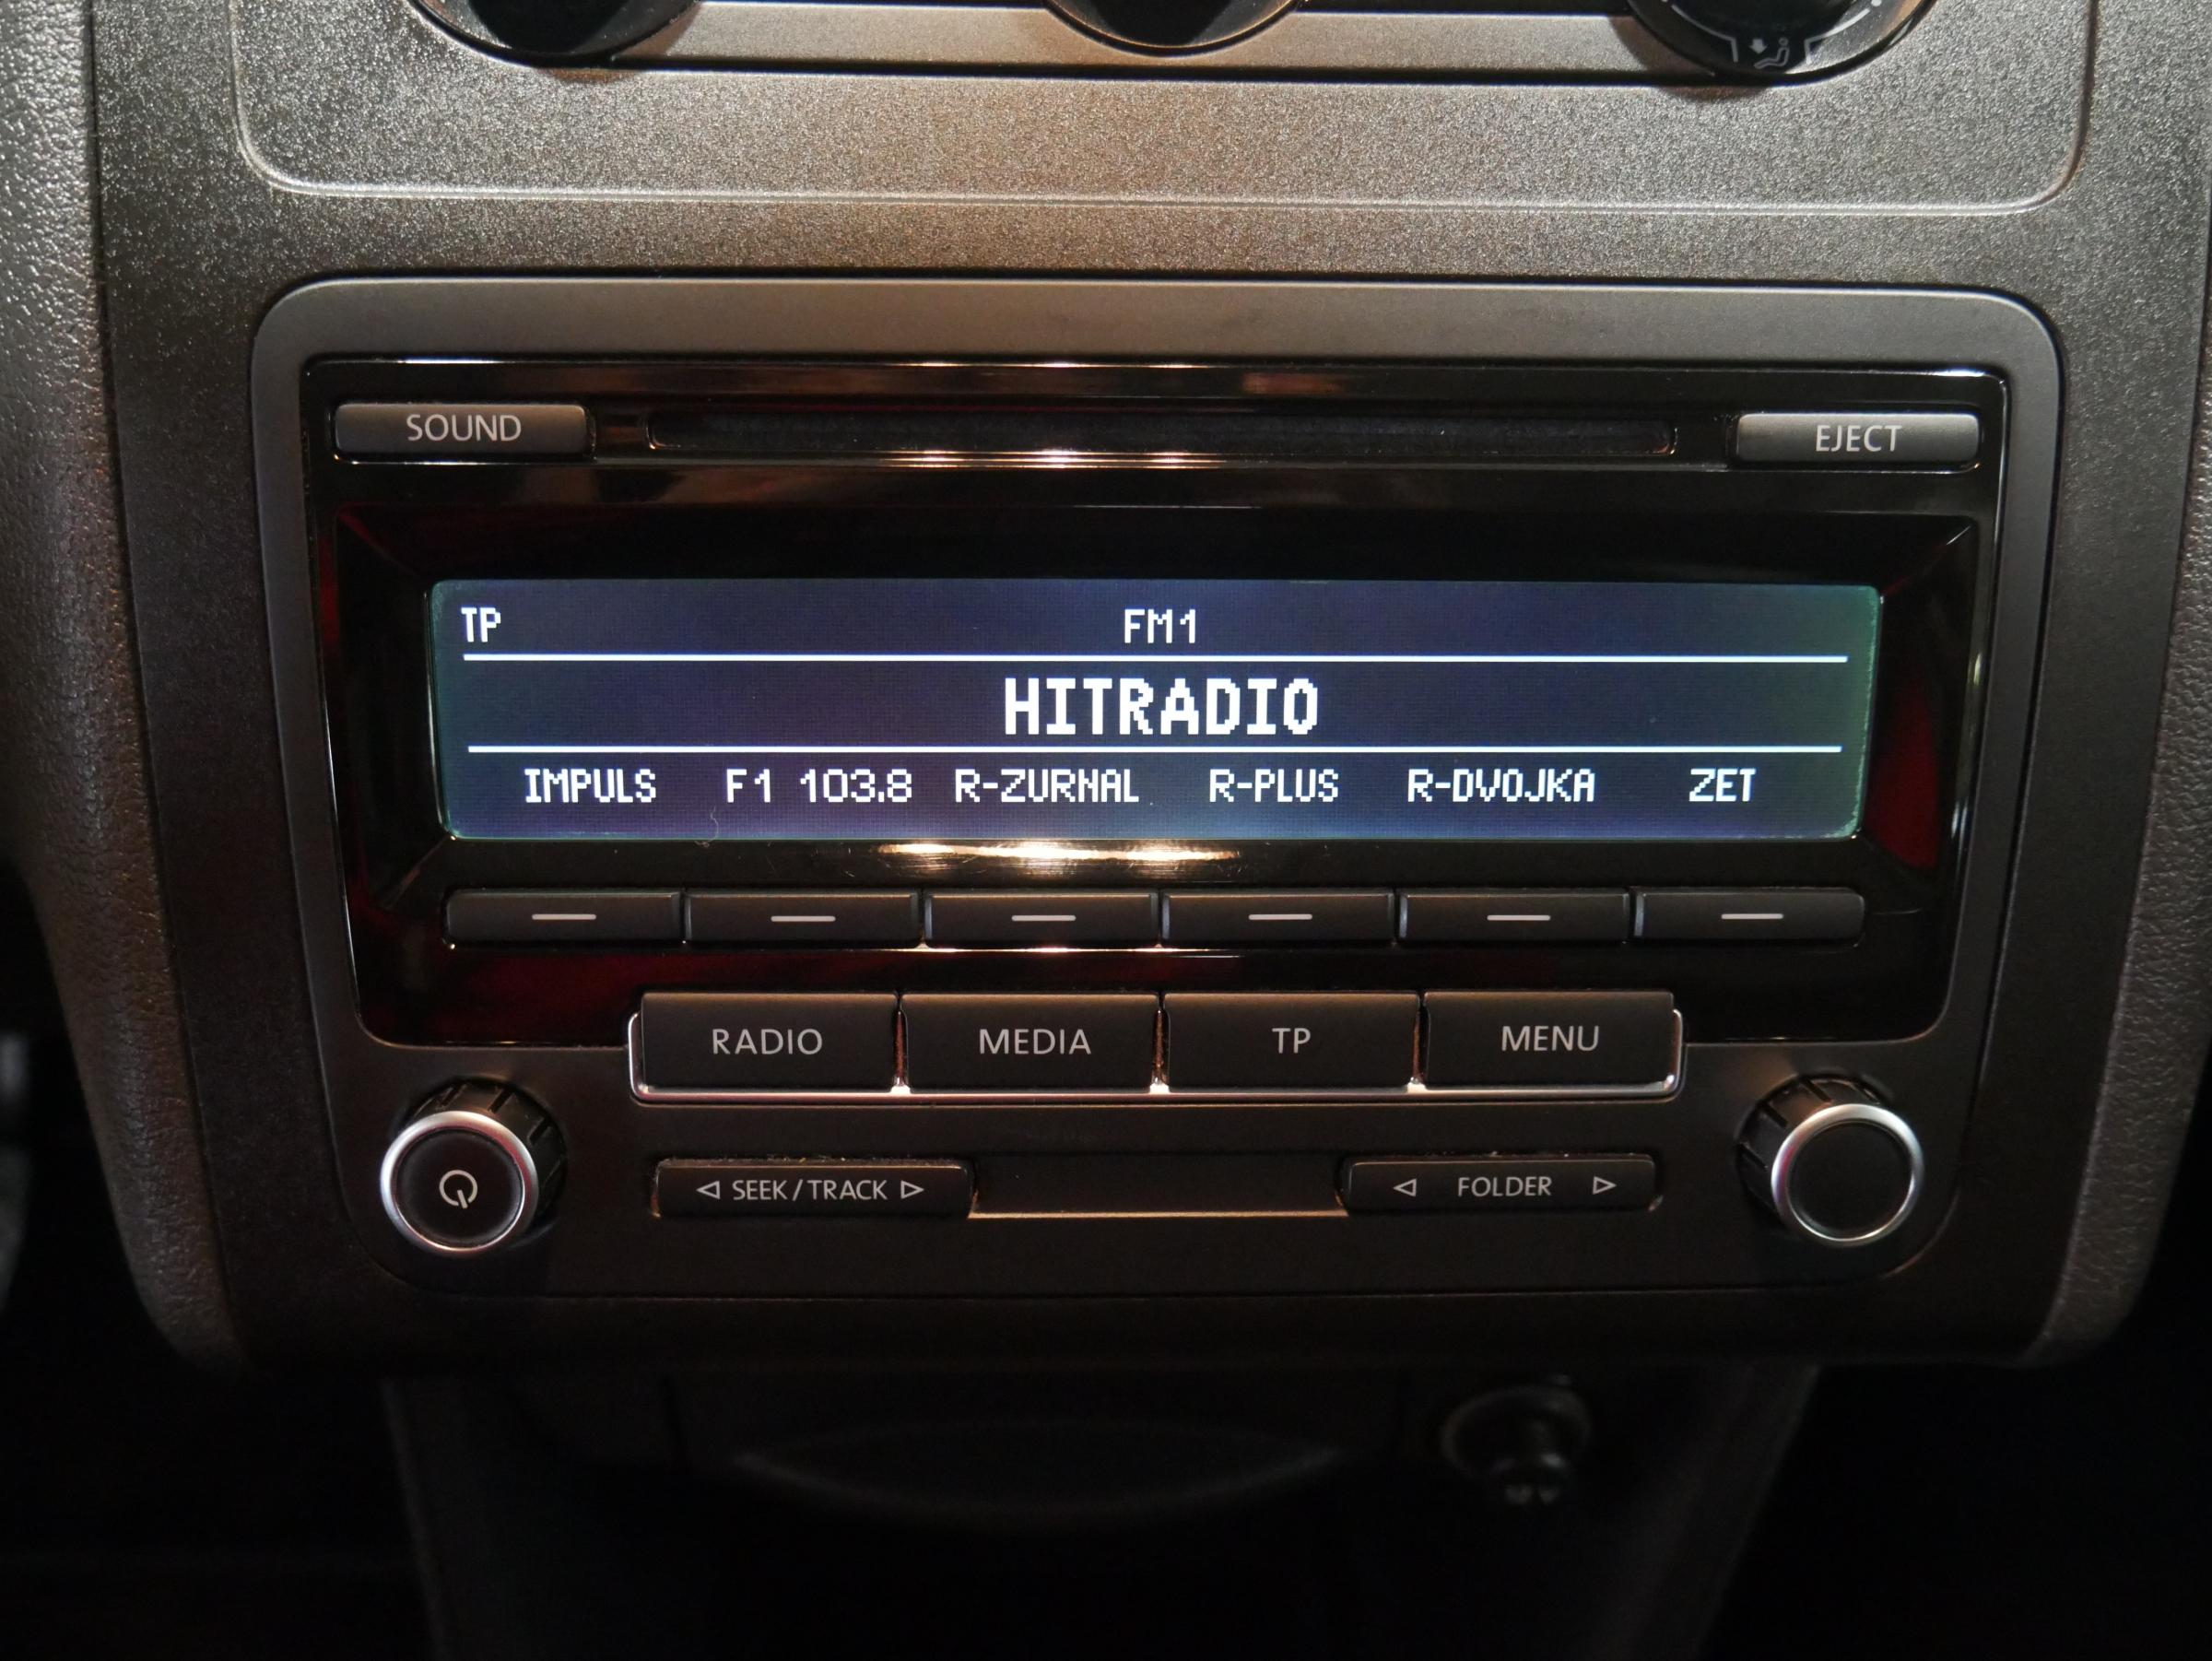 SOUND EJECT
TP FM1
HITRADIO
IMPULS F1 103.8 R-ZURNAL R-PLUS R-DVOJKA ZET
RADIO MEDIA TP MENU
SEEK/TRACK FOLDER